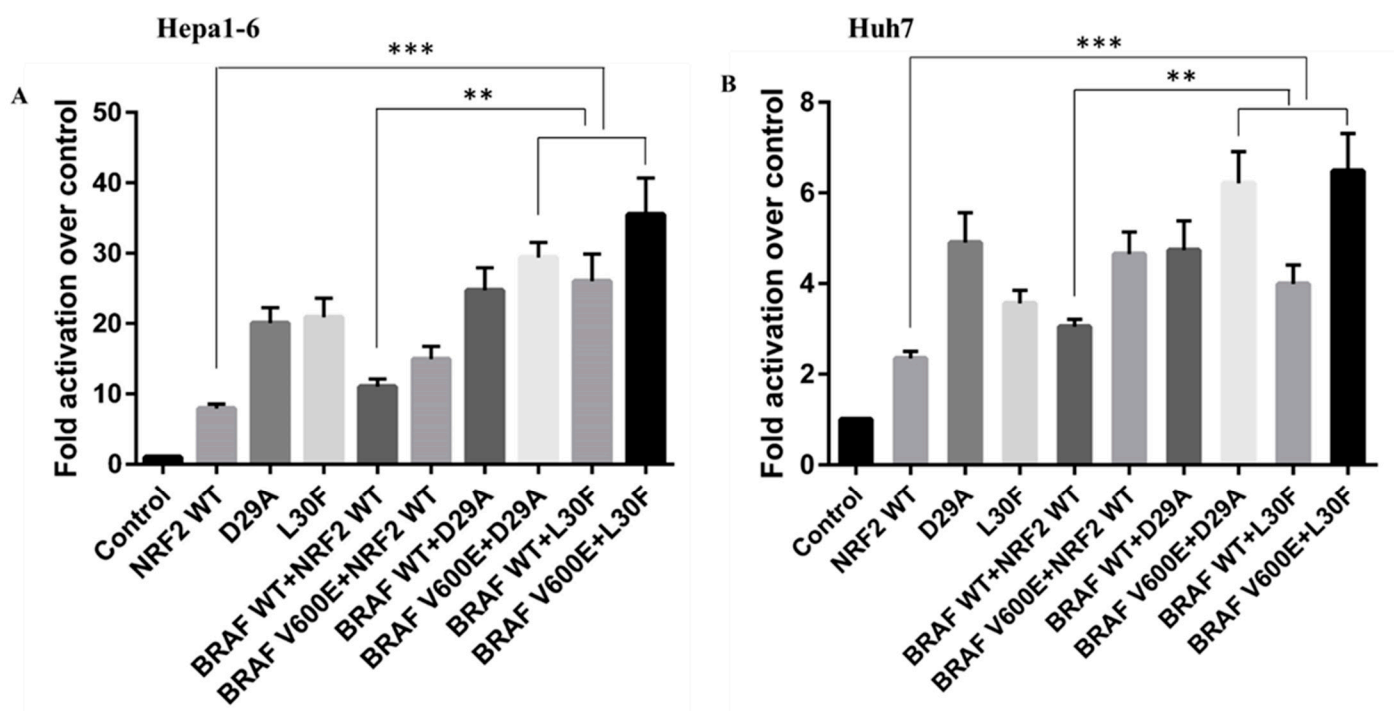 Hepa1-6
A
***
**
Fold activation over control
50
40
30
20
10
0
Control
NRF2 WT
D29A
L30F
BRAF WT+NRF2 WT
BRAF V600E+NRF2 WT
BRAF WT+D29A
BRAF V600E+D29A
BRAF WT+L30F
BRAF V600E+L30F
Huh7
B
***
**
Fold activation over control
8
6
4
2
0
Control
NRF2 WT
D29A
L30F
BRAF WT+NRF2 WT
BRAF V600E+NRF2 WT
BRAF WT+D29A
BRAF V600E+D29A
BRAF WT+L30F
BRAF V600E+L30F